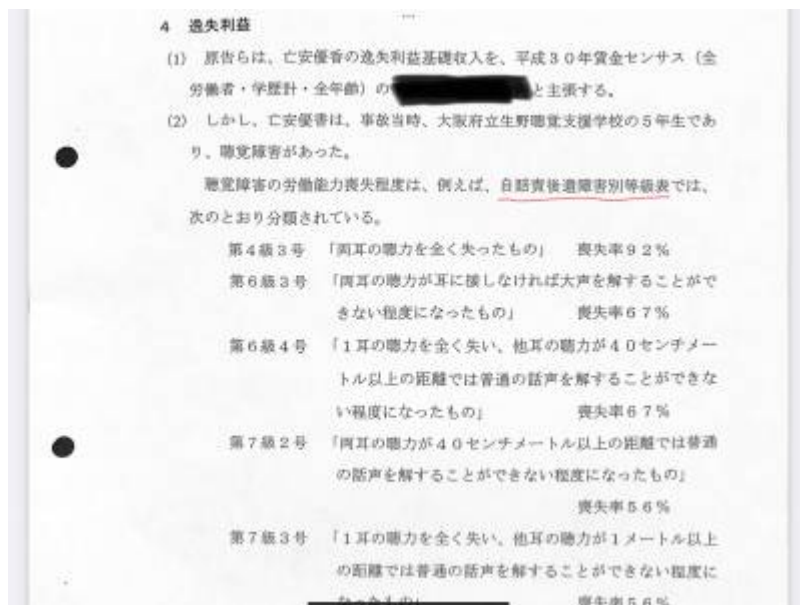 4 逸失利益
(1) 原告らは、亡安優香の逸失利益基礎収入を、平成30年賃金センサス(全
労働者・学歴計・全年齢)の
と主張する。
(2) しかし、亡安優香は、事故当時、大阪府立生野聴覚支援学校の5年生であ
り、聴覚障害があった。
聴覚障害の労働能力喪失程度は、例えば、自賠責後遺障害別等級表では、
次のとおり分類されている。
第4級3号 「両耳の聴力を全く失ったもの」 喪失率92%
第6級3号 「両耳の聴力が耳に接しなければ大声を解することがで
きない程度になったもの」 喪失率67%
第6級4号 「1耳の聴力を全く失い、他耳の聴力が40センチメー
トル以上の距離では普通の話声を解することができな
い程度になったもの」 喪失率67%
第7級2号 「両耳の聴力が40センチメートル以上の距離では普通
の話声を解することができない程度になったもの」
喪失率56%
第7級3号 「1耳の聴力を全く失い、他耳の聴力が1メートル以上
の距離では普通の話声を解することができない程度に
なったもの」 喪失率56%